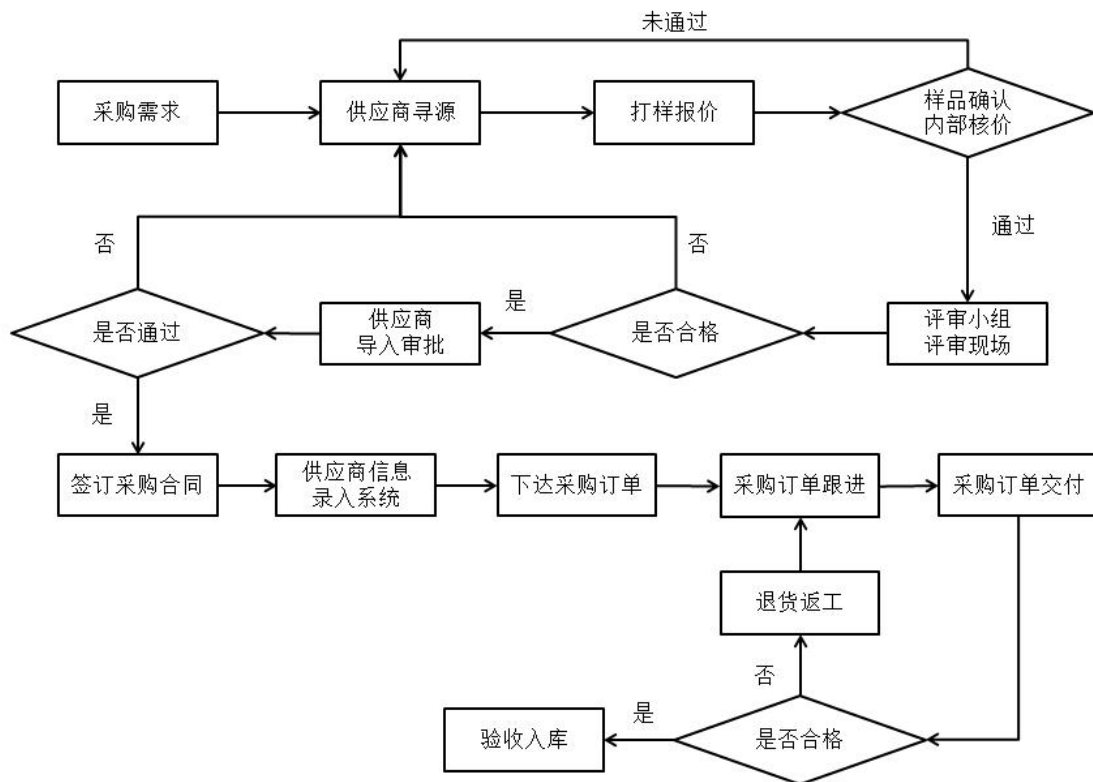 未通过
采购需求
供应商寻源
打样报价
样品确认
内部核价
否
否
通过
是否通过
供应商
导入审批
是
是否合格
评审小组
评审现场
是
签订采购合同
供应商信息
录入系统
下达采购订单
采购订单跟进
采购订单交付
退货返工
否
验收入库
是
是否合格